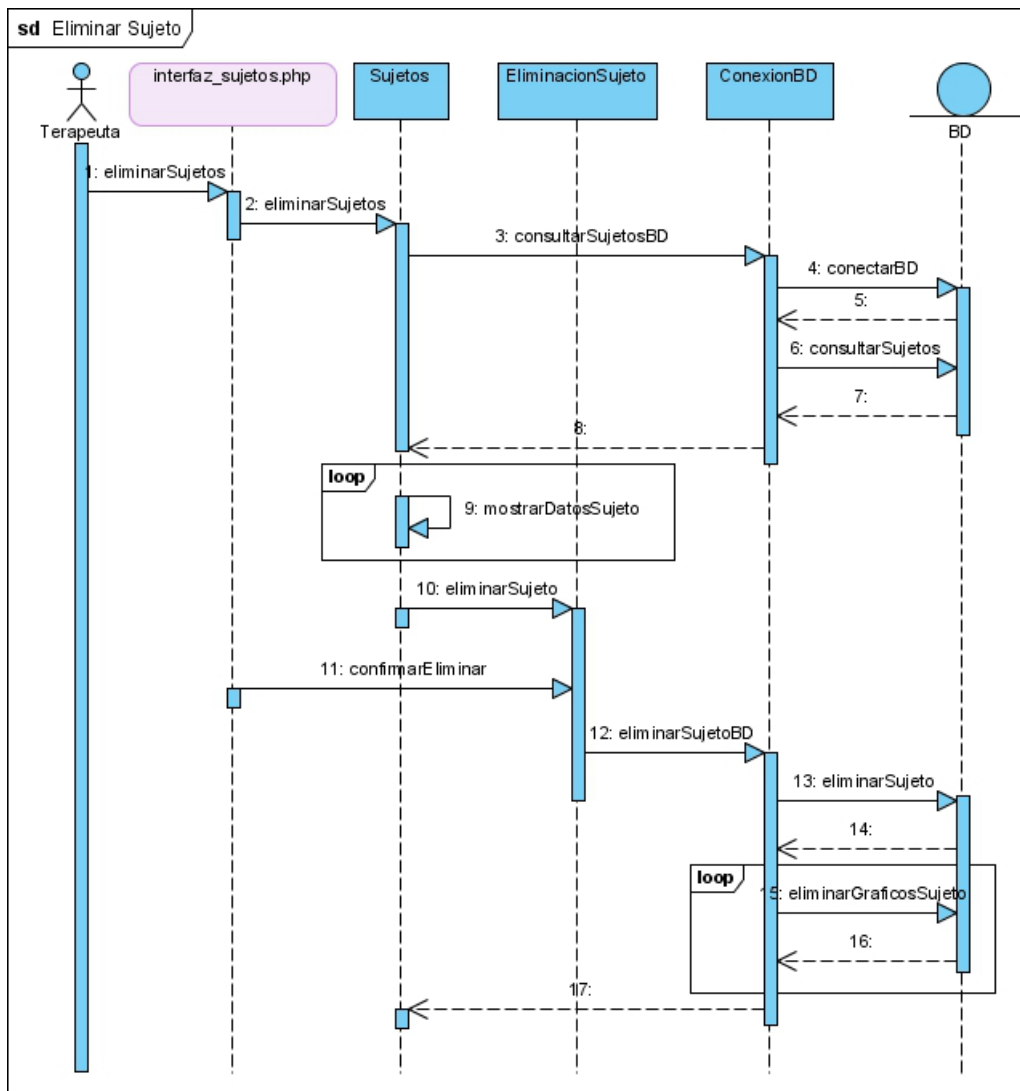 sd Eliminar Sujeto
interfaz_sujetos.php
Sujetos
EliminacionSujeto
ConexionBD
Terapeuta
BD
1: eliminarSujetos
2: eliminarSujetos
3: consultarSujetosBD
4: conectarBD
5:
6: consultarSujetos
7:
8:
loop
9: mostrarDatosSujeto
10: eliminarSujeto
11: confirmarEliminar
12: eliminarSujetoBD
13: eliminarSujeto
14:
loop
15: eliminarGraficosSujeto
16:
17: